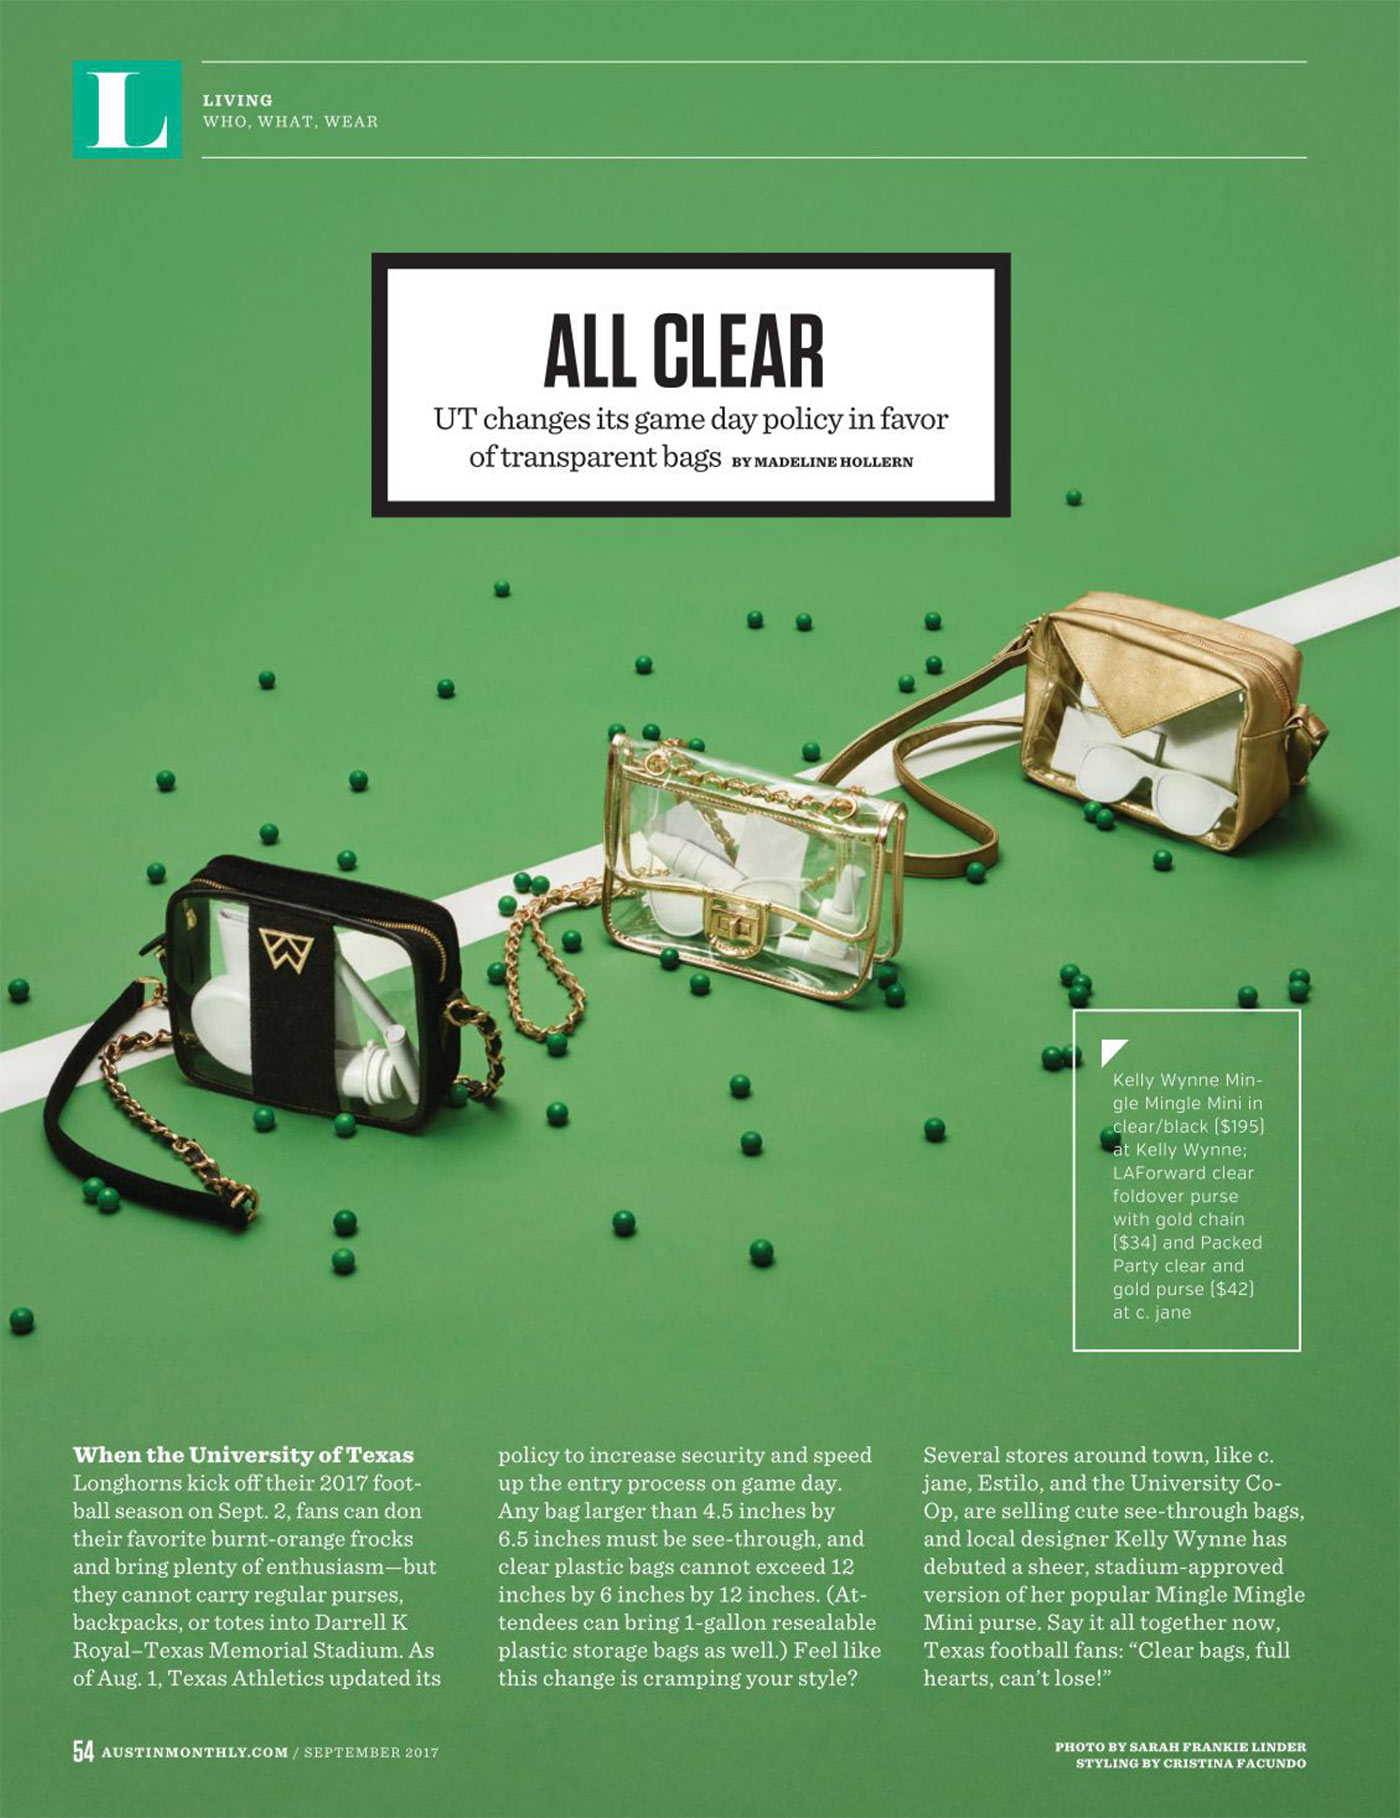 L
LIVING
WHO, WHAT, WEAR
ALL CLEAR
UT changes its game day policy in favor
of transparent bags BY MADELINE HOLLERN
Kelly Wynne Min-
gle Mingle Mini in
clear/black ($195)
at Kelly Wynne;
LAForward clear
foldover purse
with gold chain
($34) and Packed
Party clear and
gold purse ($42)
at c. jane
When the University of Texas
Longhorns kick off their 2017 foot-
ball season on Sept. 2, fans can don
their favorite burnt-orange frocks
and bring plenty of enthusiasm—but
they cannot carry regular purses,
backpacks, or totes into Darrell K
Royal–Texas Memorial Stadium. As
of Aug. 1, Texas Athletics updated its
policy to increase security and speed
up the entry process on game day.
Any bag larger than 4.5 inches by
6.5 inches must be see-through, and
clear plastic bags cannot exceed 12
inches by 6 inches by 12 inches. (At-
tendees can bring 1-gallon resealable
plastic storage bags as well.) Feel like
this change is cramping your style?
Several stores around town, like c.
jane, Estilo, and the University Co-
Op, are selling cute see-through bags,
and local designer Kelly Wynne has
debuted a sheer, stadium-approved
version of her popular Mingle Mingle
Mini purse. Say it all together now,
Texas football fans: “Clear bags, full
hearts, can’t lose!”
54 AUSTINMONTHLY.COM / SEPTEMBER 2017
PHOTO BY SARAH FRANKIE LINDER
STYLING BY CRISTINA FACUNDO